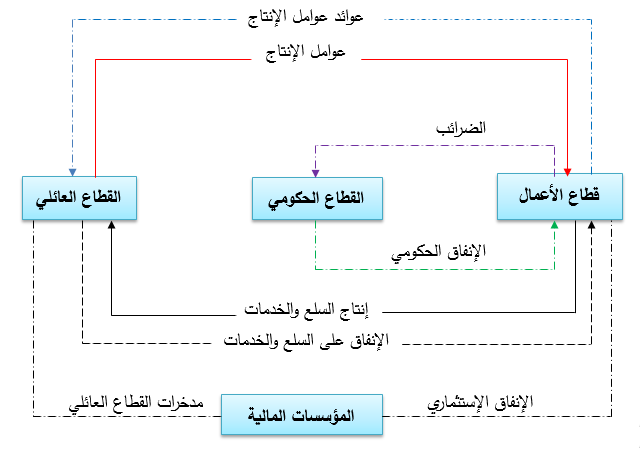 عوائد عوامل الإنتاج
عوامل الإنتاج
الضرائب
قطاع الأعمال
القطاع الحكومي
القطاع العائلي
الإنفاق الحكومي
إنتاج السلع والخدمات
الإنفاق على السلع والخدمات
الإنفاق الإستثماري
المؤسسات المالية
مدخرات القطاع العائلي